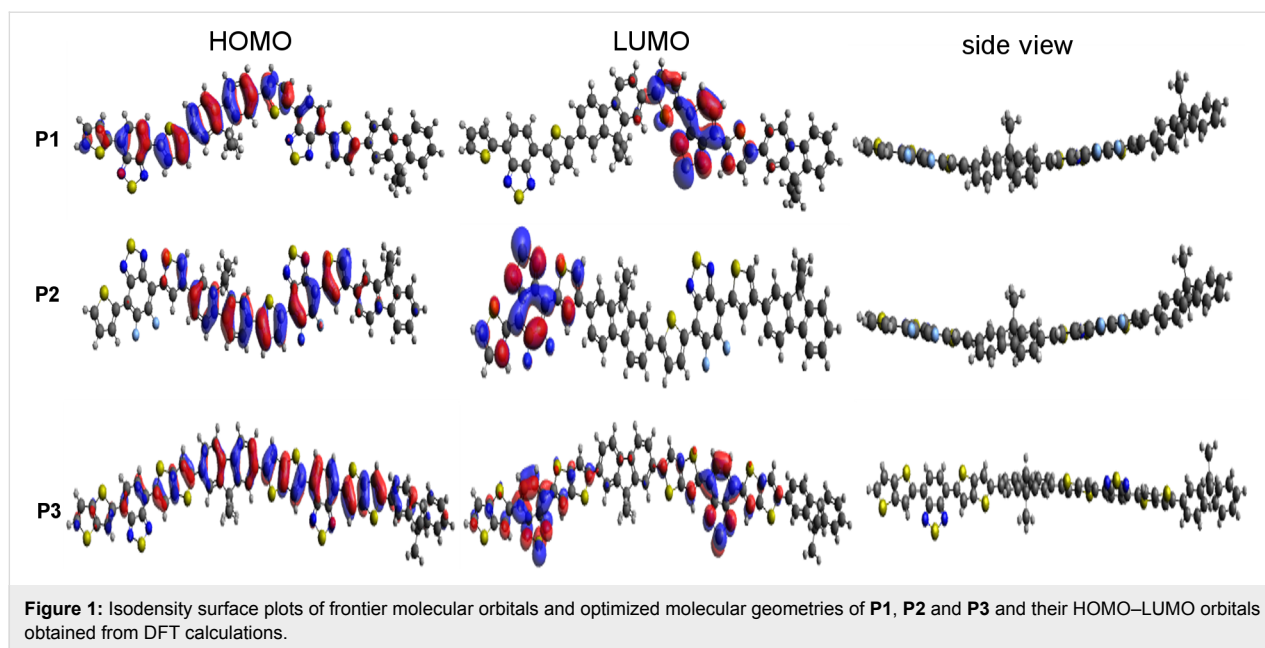 HOMO LUMO side view
P1
P2
P3
Figure 1: Isodensity surface plots of frontier molecular orbitals and optimized molecular geometries of P1, P2 and P3 and their HOMO–LUMO orbitals
obtained from DFT calculations.